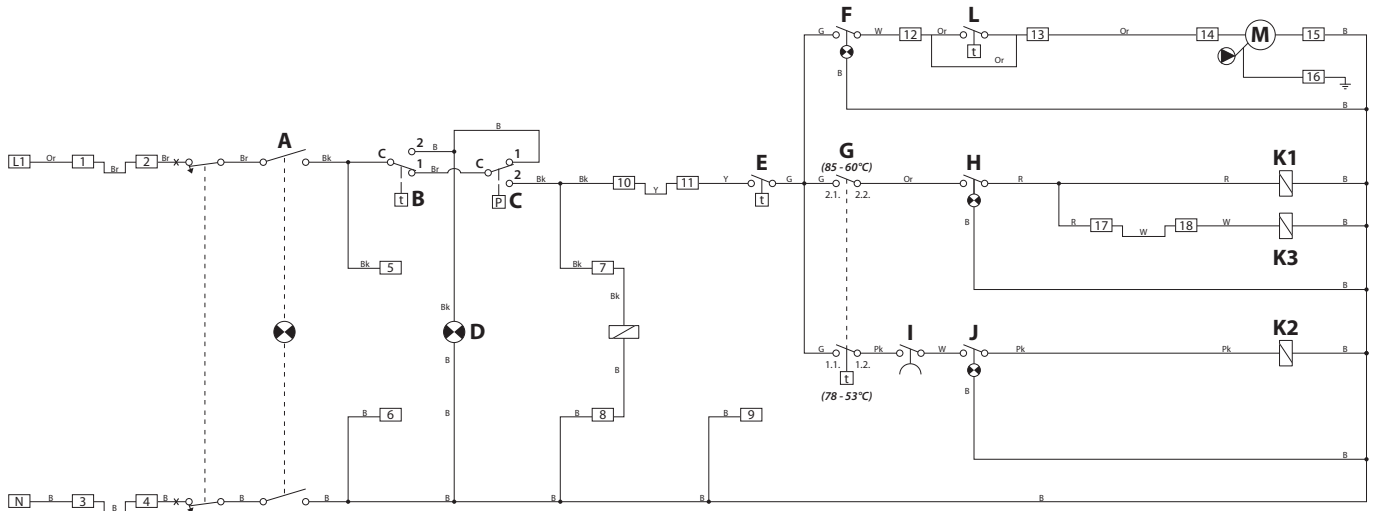 F L
G W 12 Or 13 Or 14 M 15 B
t
Or
B
16
B
A
2
B
1
L1 Or 1 Br 2 Br Br Bk C 1 Br C
2 Bk Bk 10 Y 11 Y E G
B
t B
P C
t
G
(85 - 60°C)
G 2.1. 2.2. Or H R R K1 B
B
R 17 W 18 W B
K3
Bk 5
Bk 7
Bk
Bk
D
B
B
B
G 1.1. 1.2. Pk I W J Pk Pk K2 B
t
(78 - 53°C)
B
B 6
B
B 8
B 9
B
N B 3 B 4 B B B B B B B